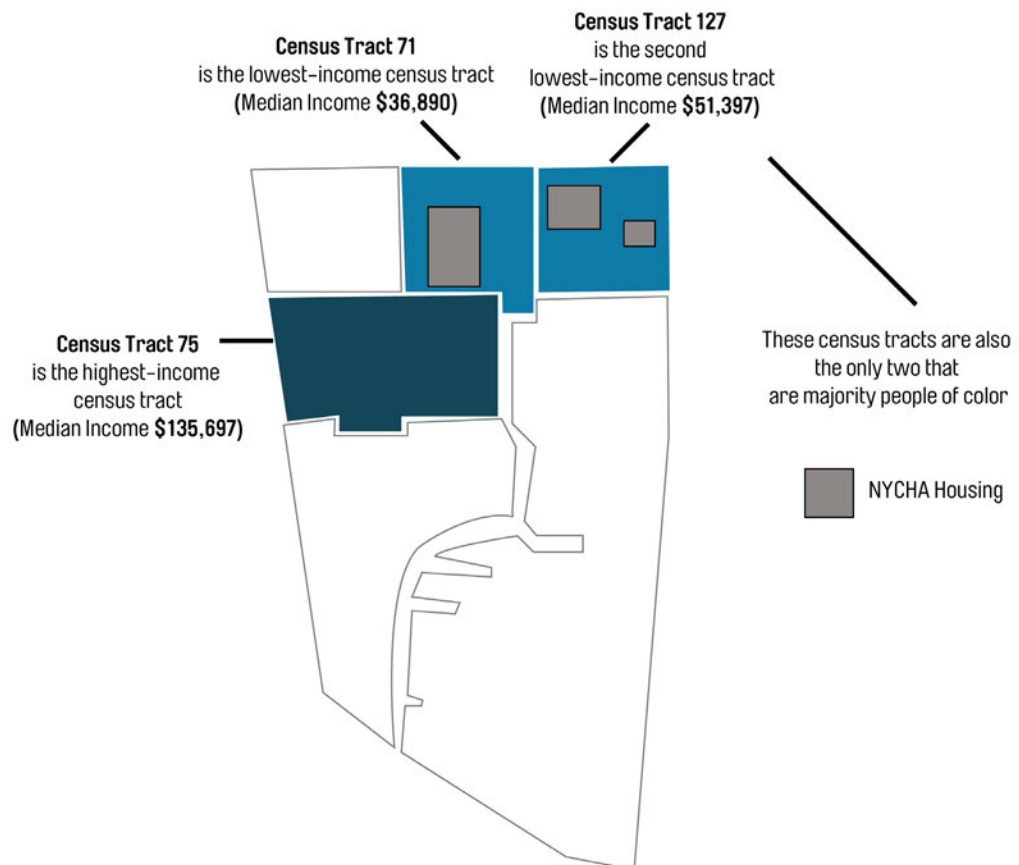 Census Tract 71
is the lowest-income census tract
(Median Income $36,890)
Census Tract 127
is the second
lowest-income census tract
(Median Income $51,397)
Census Tract 75
is the highest-income
census tract
(Median Income $135,697)
These census tracts are also
the only two that
are majority people of color
NYCHA Housing